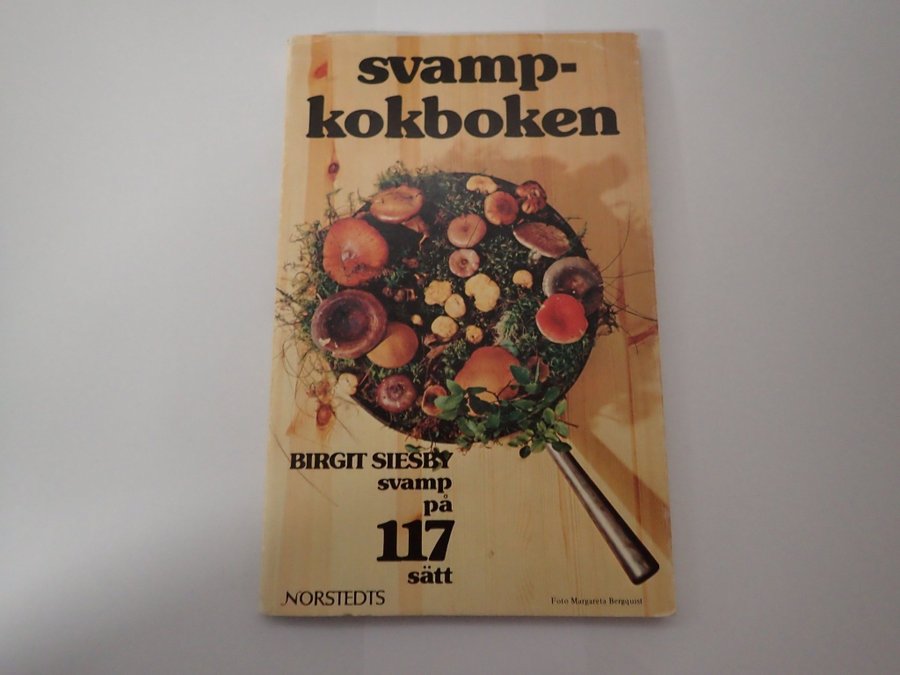 svamp-
kokboken
BIRGIT SIESBY
svamp
på
117
sätt
NORSTEDTS
Foto Margareta Bergquist